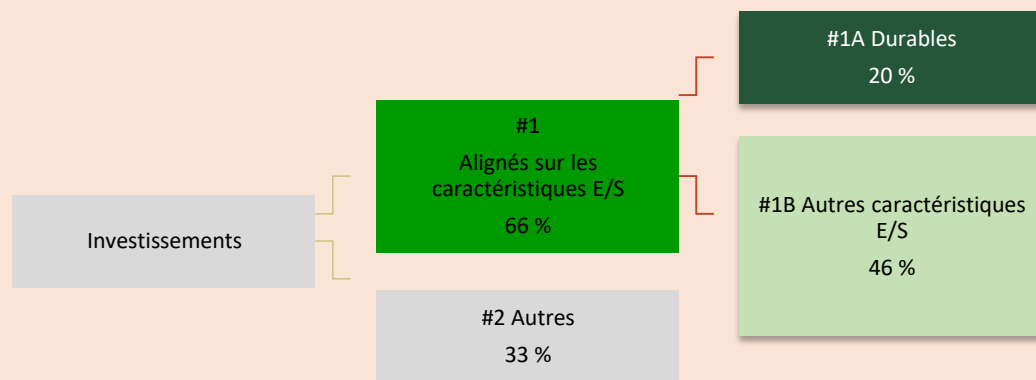 Investissements
#1
Alignés sur les
caractéristiques E/S
66 %
#2 Autres
33 %
#1A Durables
20 %
#1B Autres caractéristiques
E/S
46 %